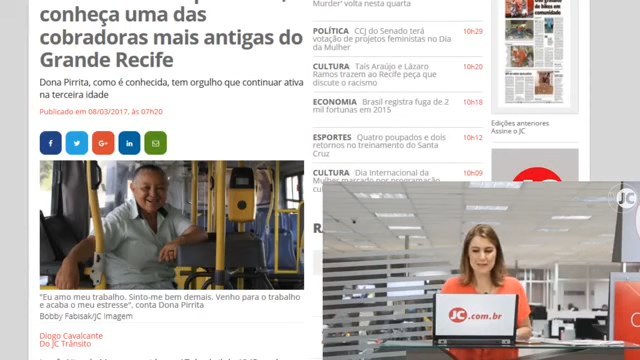 conheça uma das
cobradoras mais antigas do
Grande Recife
Dona Pirrita, como é conhecida, tem orgulho que continuar ativa
na terceira idade
Publicado em 08/03/2017, às 07h20
"Eu amo meu trabalho. Sinto-me bem demais. Venho para o trabalho
e acaba o meu estresse", conta Dona Pirrita
Bobby Fabisak/JC Imagem
Diogo Cavalcante
Do JC Trânsito
Murder' volta nesta quarta
POLÍTICA CCJ do Senado terá 10h29
votação de projetos feministas no Dia
da Mulher
CULTURA Taís Araújo e Lázaro 10h20
Ramos trazem ao Recife peça que
discute o racismo
ECONOMIA Brasil registra fuga de 2 10h18
mil fortunas em 2015
ESPORTES Quatro poupados e dois 10h12
retornos no treinamento do Santa
Cruz
CULTURA Dia Internacional da 10h09
Mulher marcado por programação
Edições anteriores
Assine o JC
JC
JC.com.br